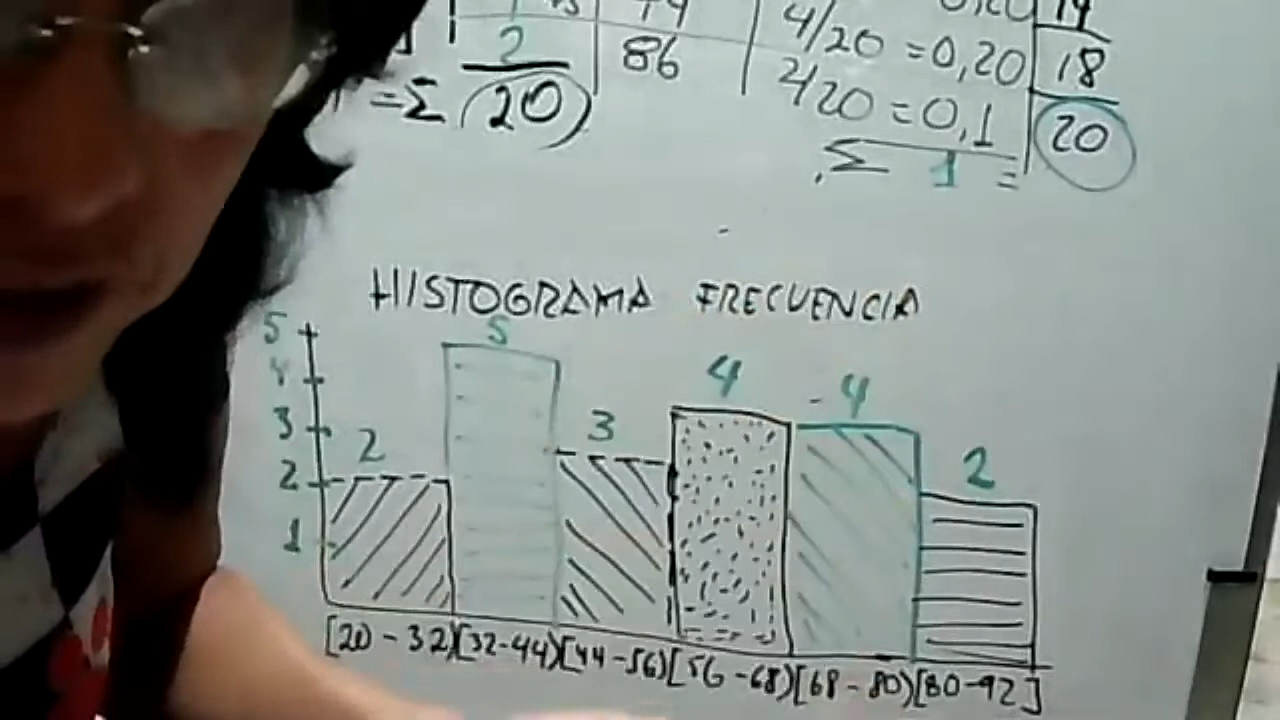 14
4/20 = 0,20 18
2 86
2/20 = 0,1 20
= Σ 20
Σ 1 =
HISTOGRAMA FRECUENCIA
5 5
4 4 4
3 3
2 2 2
1
[20 - 32)[32-44)[44-56)[56-68)[68-80)[80-92]